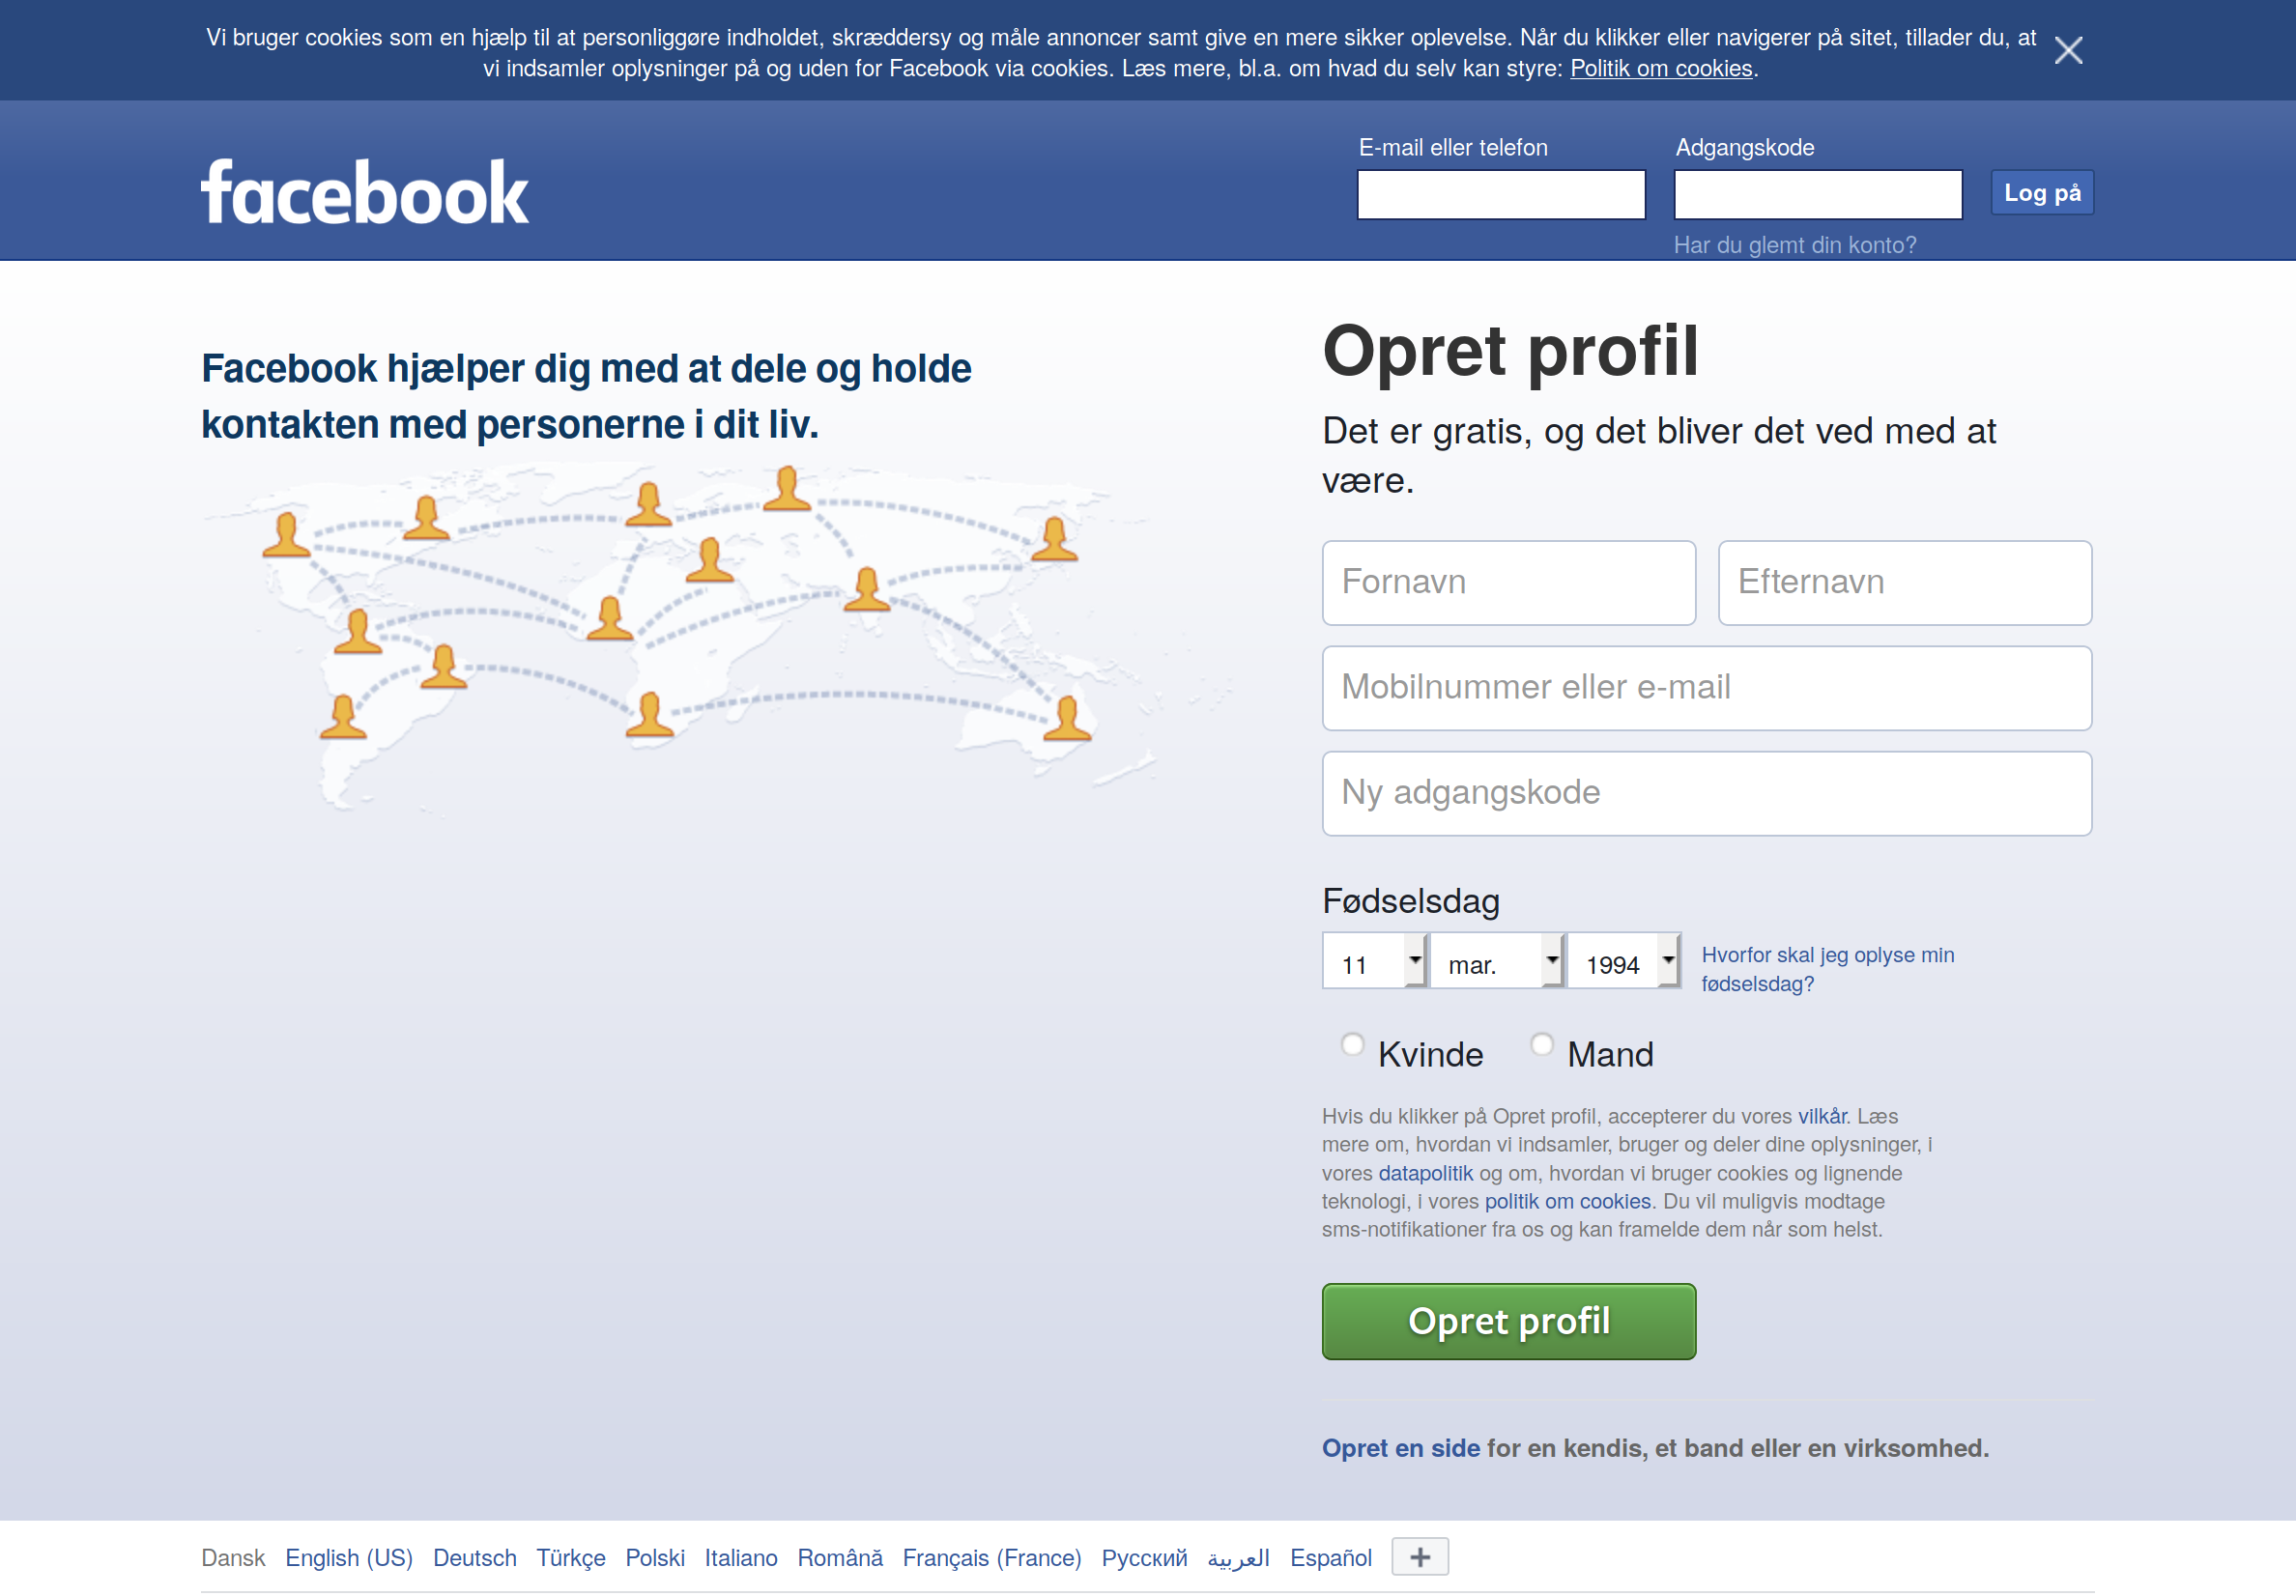 Vi bruger cookies som en hjælp til at personliggøre indholdet, skræddersy og måle annoncer samt give en mere sikker oplevelse. Når du klikker eller navigerer på sitet, tillader du, at
vi indsamler oplysninger på og uden for Facebook via cookies. Læs mere, bl.a. om hvad du selv kan styre: Politik om cookies.
facebook
E-mail eller telefon
Adgangskode
Log på
Har du glemt din konto?
Facebook hjælper dig med at dele og holde
kontakten med personerne i dit liv.
Opret profil
Det er gratis, og det bliver det ved med at
være.
Fornavn
Efternavn
Mobilnummer eller e-mail
Ny adgangskode
Fødselsdag
11
mar.
1994
Hvorfor skal jeg oplyse min
fødselsdag?
Kvinde
Mand
Hvis du klikker på Opret profil, accepterer du vores vilkår. Læs
mere om, hvordan vi indsamler, bruger og deler dine oplysninger, i
vores datapolitik og om, hvordan vi bruger cookies og lignende
teknologi, i vores politik om cookies. Du vil muligvis modtage
sms-notifikationer fra os og kan framelde dem når som helst.
Opret profil
Opret en side for en kendis, et band eller en virksomhed.
Dansk English (US) Deutsch Türkçe Polski Italiano Română Français (France) Русский العربية Español +